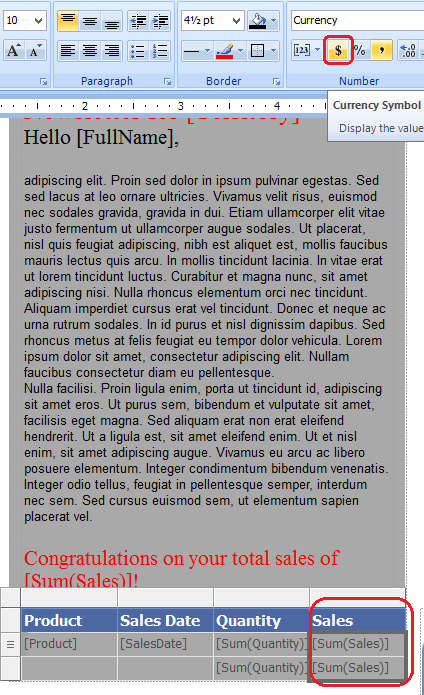 10
4½ pt
Currency
A A
[123]
$
%
,
.00
Paragraph
Border
Number
2 3 4
Currency Symbol
Display the value
Hello [FullName],
adipiscing elit. Proin sed dolor in ipsum pulvinar egestas. Sed
sed lacus at leo ornare ultricies. Vivamus velit risus, euismod
nec sodales gravida, gravida in dui. Etiam ullamcorper elit vitae
justo fermentum ut ullamcorper augue sodales. Ut placerat,
nisl quis feugiat adipiscing, nibh est aliquet est, mollis faucibus
mauris lectus quis arcu. In mollis tincidunt lacinia. In vitae erat
ut lorem tincidunt luctus. Curabitur et magna nunc, sit amet
adipiscing nisi. Nulla rhoncus elementum orci nec tincidunt.
Aliquam imperdiet cursus erat vel tincidunt. Donec et neque ac
urna rutrum sodales. In id purus et nisl dignissim dapibus. Sed
rhoncus metus at felis feugiat eu tempor dolor vehicula. Lorem
ipsum dolor sit amet, consectetur adipiscing elit. Nullam
faucibus consectetur diam eu pellentesque.
Nulla facilisi. Proin ligula enim, porta ut tincidunt id, adipiscing
sit amet eros. Ut purus sem, bibendum et vulputate sit amet,
facilisis eget magna. Sed aliquam erat non erat eleifend
hendrerit. Ut a ligula est, sit amet eleifend enim. Ut et nisl
enim, sit amet adipiscing augue. Vivamus eu arcu ac libero
posuere elementum. Integer condimentum bibendum venenatis.
Integer odio tellus, feugiat in pellentesque semper, interdum
nec sem. Sed cursus euismod sem, ut elementum sapien
placerat vel.
Congratulations on your total sales of
[Sum(Sales)]!
Product Sales Date Quantity Sales
[Product] [SalesDate] [Sum(Quantity)] [Sum(Sales)]
[Sum(Quantity)] [Sum(Sales)]